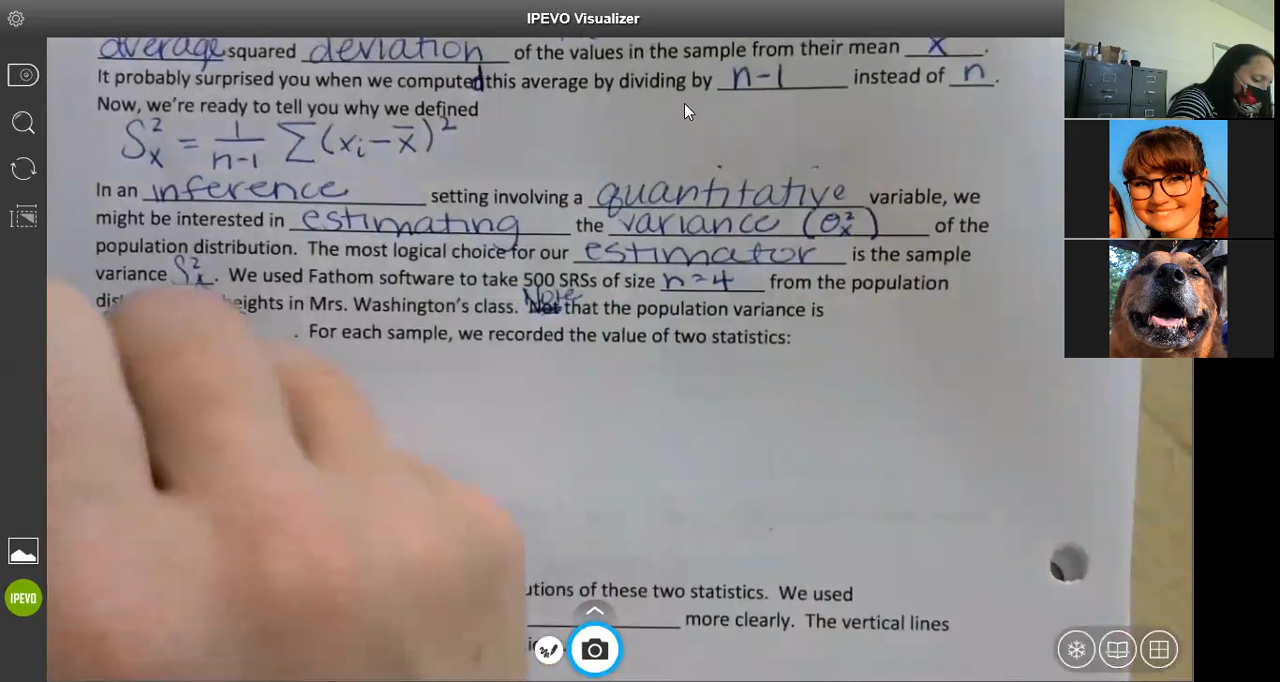 IPEVO Visualizer
average squared deviation of the values in the sample from their mean x̄.
It probably surprised you when we computed this average by dividing by n-1 instead of n.
Now, we're ready to tell you why we defined
Sₓ² = 1/(n-1) Σ(xᵢ-x̄)²
In an inference setting involving a quantitative variable, we
might be interested in estimating the variance (σₓ²) of the
population distribution. The most logical choice for our estimator is the sample
variance Sₓ². We used Fathom software to take 500 SRSs of size n=4 from the population
heights in Mrs. Washington's class. Note that the population variance is
. For each sample, we recorded the value of two statistics:
of these two statistics. We used
more clearly. The vertical lines
IPEVO